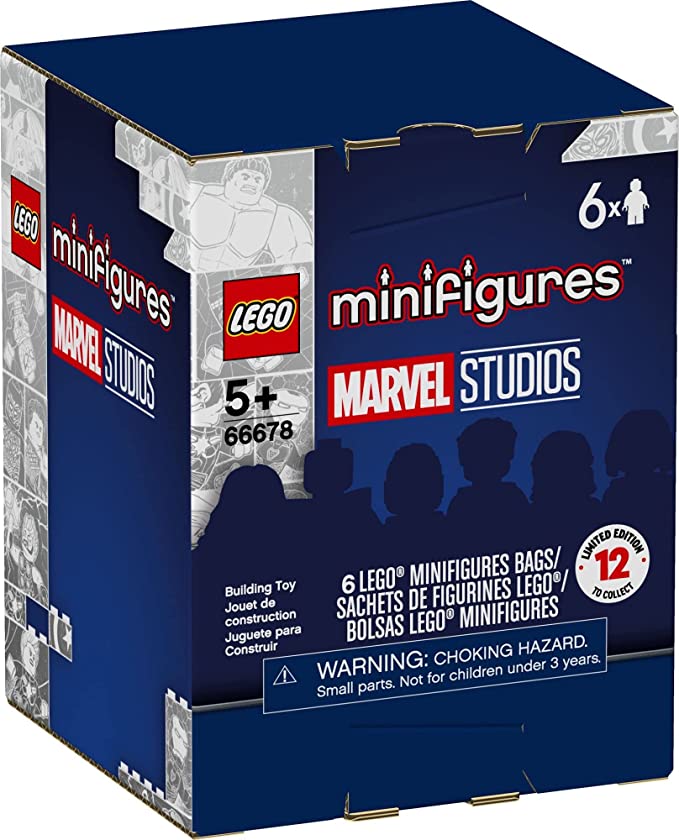 LEGO
minifigures™
MARVEL STUDIOS
6x
LEGO
minifigures™
MARVEL STUDIOS
5+
66678
LIMITED EDITION
12
TO COLLECT
Building Toy
Jouet de
construction
Juguete para
Construir
6 LEGO® MINIFIGURES BAGS/
SACHETS DE FIGURINES LEGO®/
BOLSAS LEGO® MINIFIGURES
⚠ WARNING: CHOKING HAZARD.
Small parts. Not for children under 3 years.